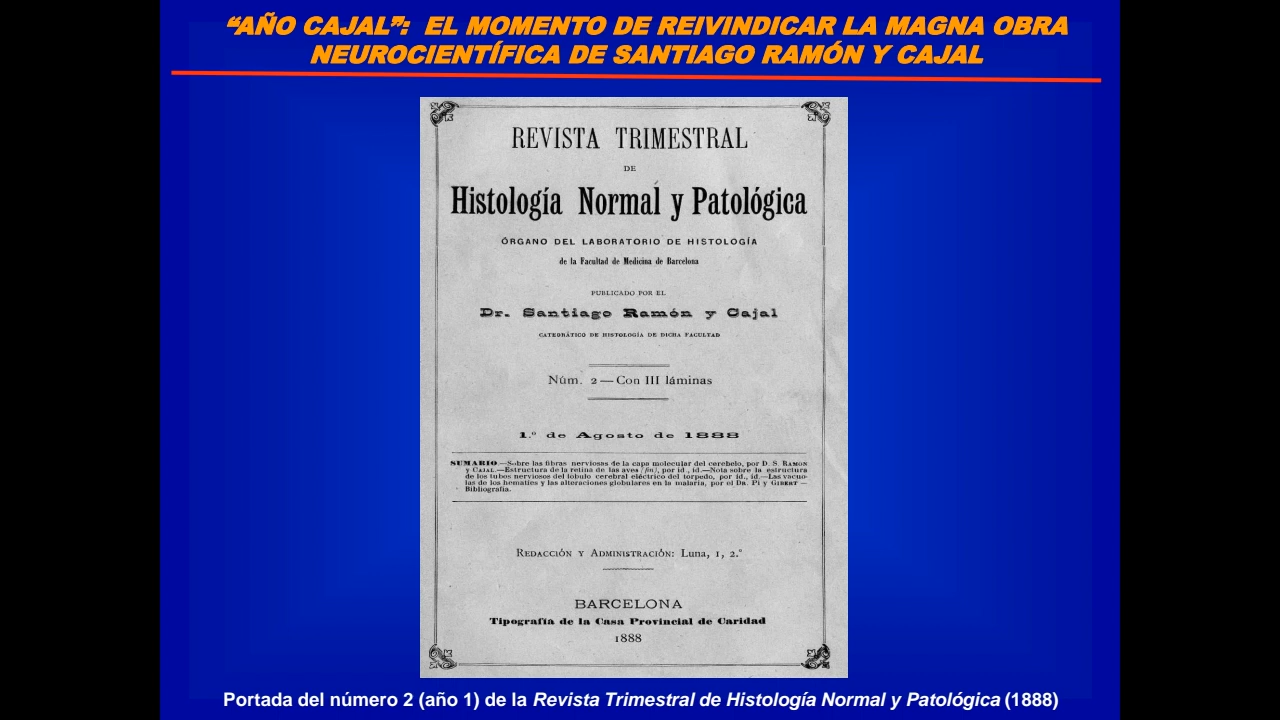 “AÑO CAJAL”: EL MOMENTO DE REIVINDICAR LA MAGNA OBRA
NEUROCIENTÍFICA DE SANTIAGO RAMÓN Y CAJAL
REVISTA TRIMESTRAL
DE
Histología Normal y Patológica
ÓRGANO DEL LABORATORIO DE HISTOLOGÍA
de la Facultad de Medicina de Barcelona
PUBLICADO POR EL
Dr. Santiago Ramón y Cajal
CATEDRÁTICO DE HISTOLOGÍA DE DICHA FACULTAD
Núm. 2 — Con III láminas
1.º de Agosto de 1888
SUMARIO.—Sobre las fibras nerviosas de la capa molecular del cerebelo, por D. S. RAMON
y CAJAL.—Estructura de la retina de las aves (fin), por id., id.—Nota sobre la estructura
de los tubos nerviosos del lóbulo cerebral eléctrico del torpedo, por id., id.—Las vacuo-
las de los hematíes y las alteraciones globulares en la malaria, por el DR. PI y GIBERT —
Bibliografía.
REDACCIÓN Y ADMINISTRACIÓN: Luna, 1, 2.º
BARCELONA
Tipografía de la Casa Provincial de Caridad
1888
Portada del número 2 (año 1) de la Revista Trimestral de Histología Normal y Patológica (1888)